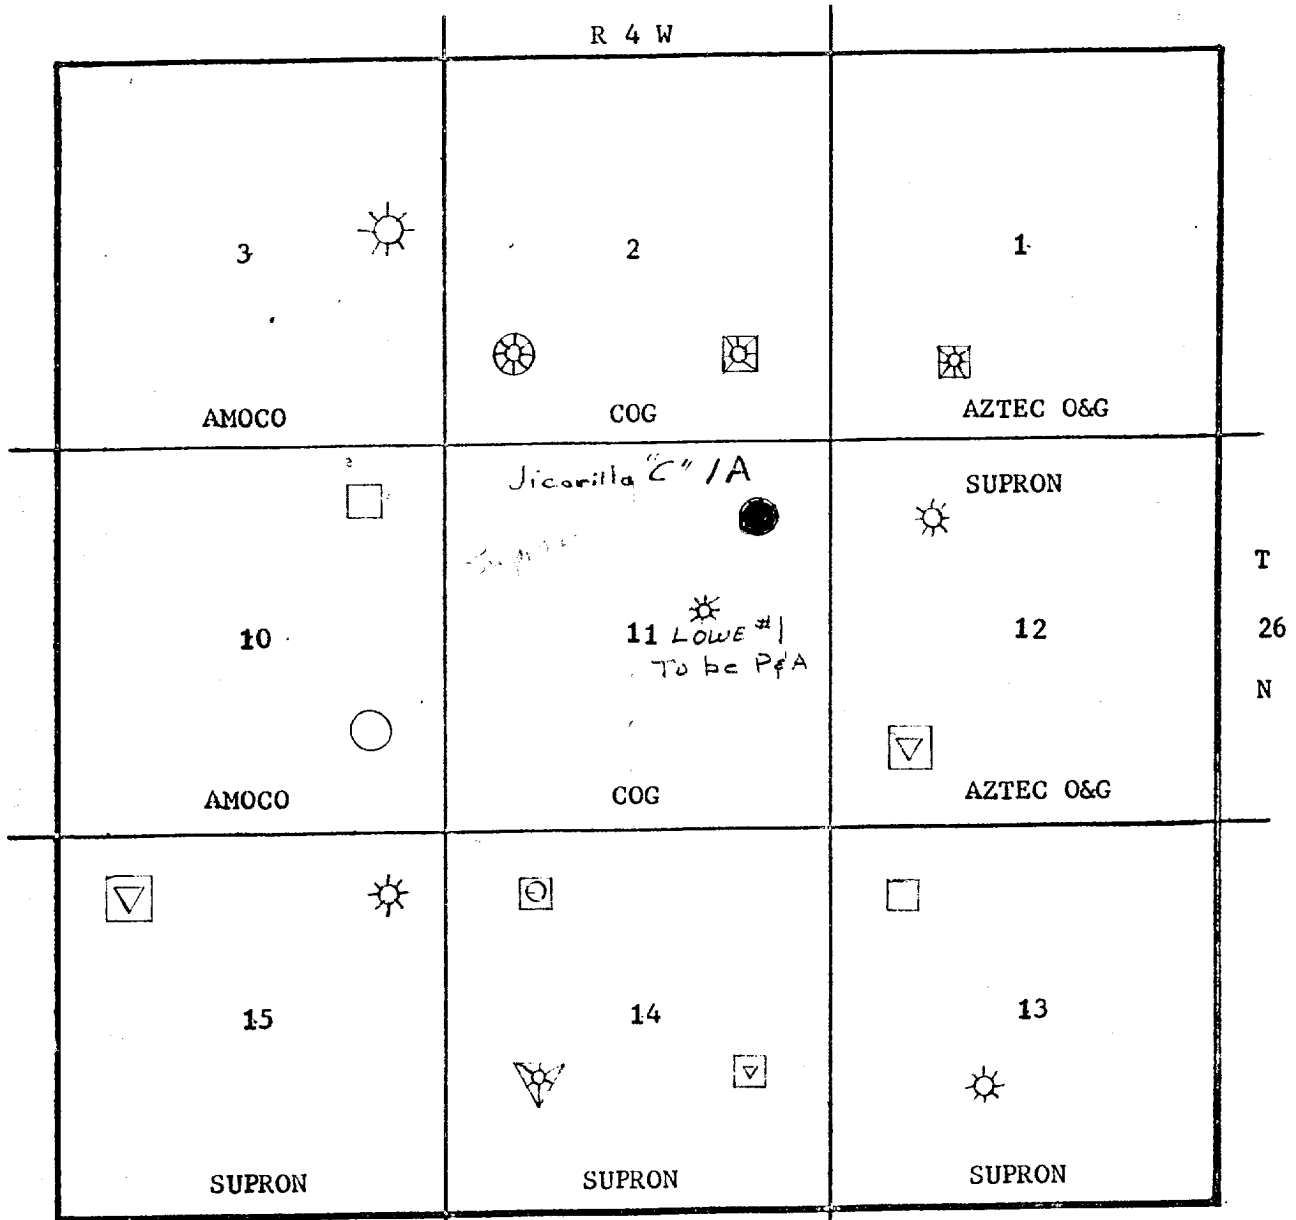 R 4 W
3
2
1
AMOCO
COG
AZTEC O&G
Jicarilla "C" 1A
SUPRON
10
11 LOWE #1
To be P&A
12
T
26
N
AMOCO
COG
AZTEC O&G
15
14
13
SUPRON
SUPRON
SUPRON